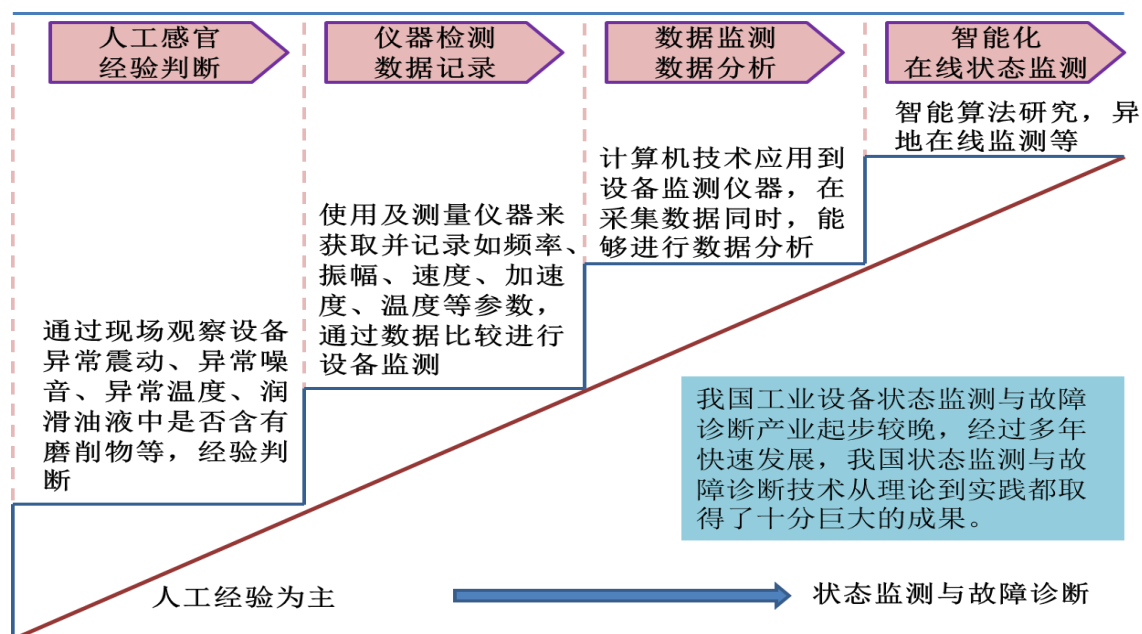 人工感官
经验判断
仪器检测
数据记录
数据监测
数据分析
智能化
在线状态监测
通过现场观察设备
异常震动、异常噪
音、异常温度、润
滑油液中是否含有
磨削物等，经验判
断
使用及测量仪器来
获取并记录如频率、
振幅、速度、加速
度、温度等参数，
通过数据比较进行
设备监测
计算机技术应用到
设备监测仪器，在
采集数据同时，能
够进行数据分析
智能算法研究，异
地在线监测等
我国工业设备状态监测与故障
诊断产业起步较晚，经过多年
快速发展，我国状态监测与故
障诊断技术从理论到实践都取
得了十分巨大的成果。
人工经验为主
状态监测与故障诊断